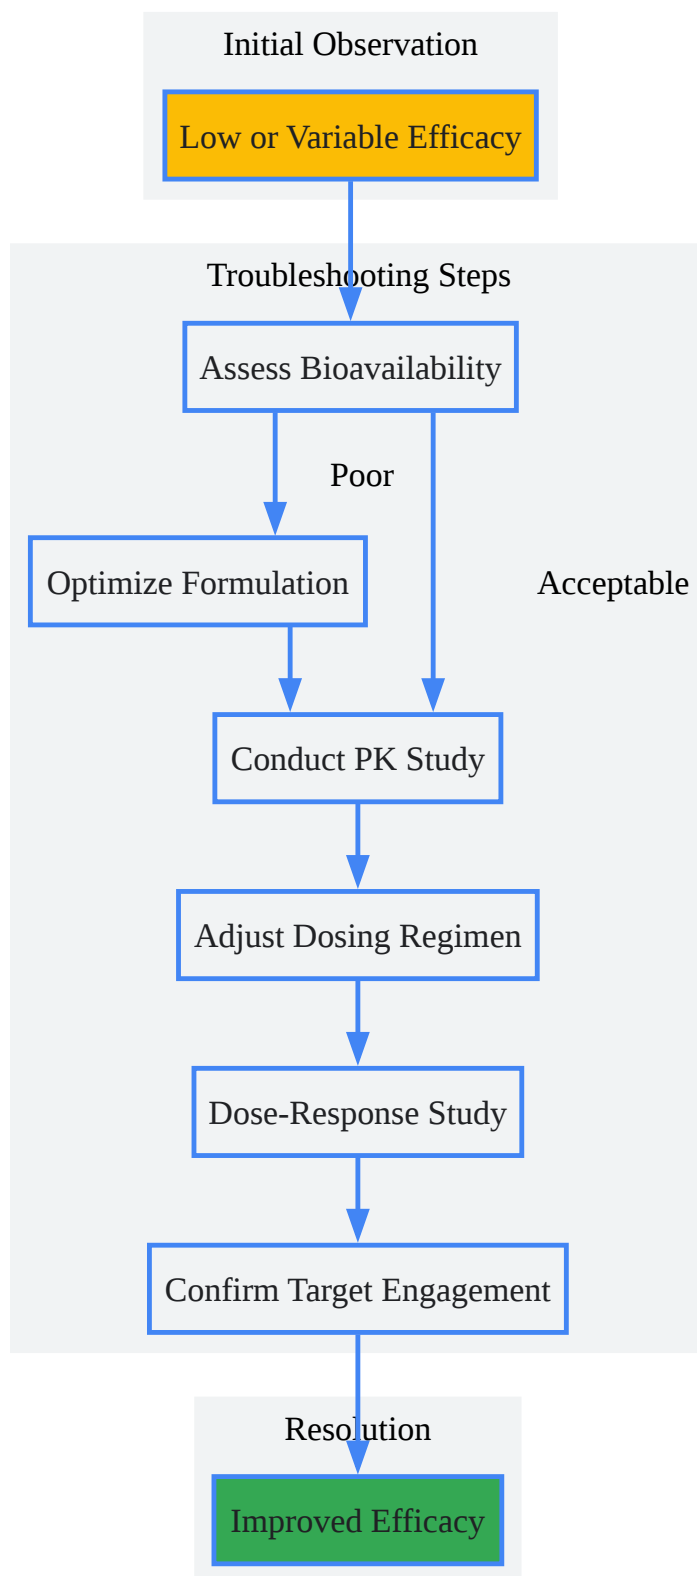 Initial Observation
Low or Variable Efficacy
Troubleshooting Steps
Assess Bioavailability
Poor
Optimize Formulation
Acceptable
Conduct PK Study
Adjust Dosing Regimen
Dose-Response Study
Confirm Target Engagement
Resolution
Improved Efficacy